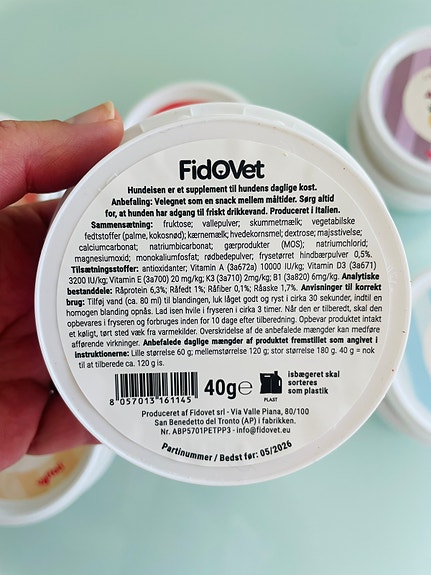 FidOVet
Hundeisen er et supplement til hundens daglige kost.
Anbefaling: Velegnet som en snack mellem måltider. Sørg altid
for, at hunden har adgang til friskt drikkevand. Produceret i Italien.
Sammensætning: fruktose; vallepulver; skummetmælk; vegetabilske
fedtstoffer (palme, kokosnød); kærnemælk; hvedekornsmel; dextrose; majsstivelse;
calciumcarbonat; natriumbicarbonat; gærprodukter (MOS); natriumchlorid;
magnesiumoxid; monokaliumfosfat; rødbedepulver; frysetørret hindbærpulver 0,5%.
Tilsætningsstoffer: antioxidanter; Vitamin A (3a672a) 10000 IU/kg; Vitamin D3 (3a671)
3200 IU/kg; Vitamin E (3a700) 20 mg/kg; K3 (3a710) 2mg/kg; B1 (3a820) 6mg/kg. Analytiske
bestanddele: Råprotein 6,3%; Råfedt 1%; Råfiber 0,1%; Råaske 1,7%. Anvisninger til korrekt
brug: Tilføj vand (ca. 80 ml) til blandingen, luk låget godt og ryst i cirka 30 sekunder, indtil en
homogen blanding opnås. Lad isen hvile i fryseren i cirka 3 timer. Når den er tilberedt, skal den
opbevares i fryseren og forbruges inden for 10 dage efter tilberedning. Opbevar produktet intakt
et køligt, tørt sted væk fra varmekilder. Overskridelse af de anbefalede mængder kan medføre
afførende virkninger. Anbefalede daglige mængder af produkt fremstillet som angivet i
instruktionerne: Lille størrelse 60 g; mellemstørrelse 120 g; stor størrelse 180 g. 40 g = nok
til at tilberede ca. 120 g is.
8 057013 161145
40g℮
PLAST
isbægeret skal
sorteres
som plastik
Produceret af Fidovet srl - Via Valle Piana, 80/100
San Benedetto del Tronto (AP) i fabrikken.
Nr. ABP5701PETPP3 - info@fidovet.eu
Partinummer / Bedst før: 05/2026